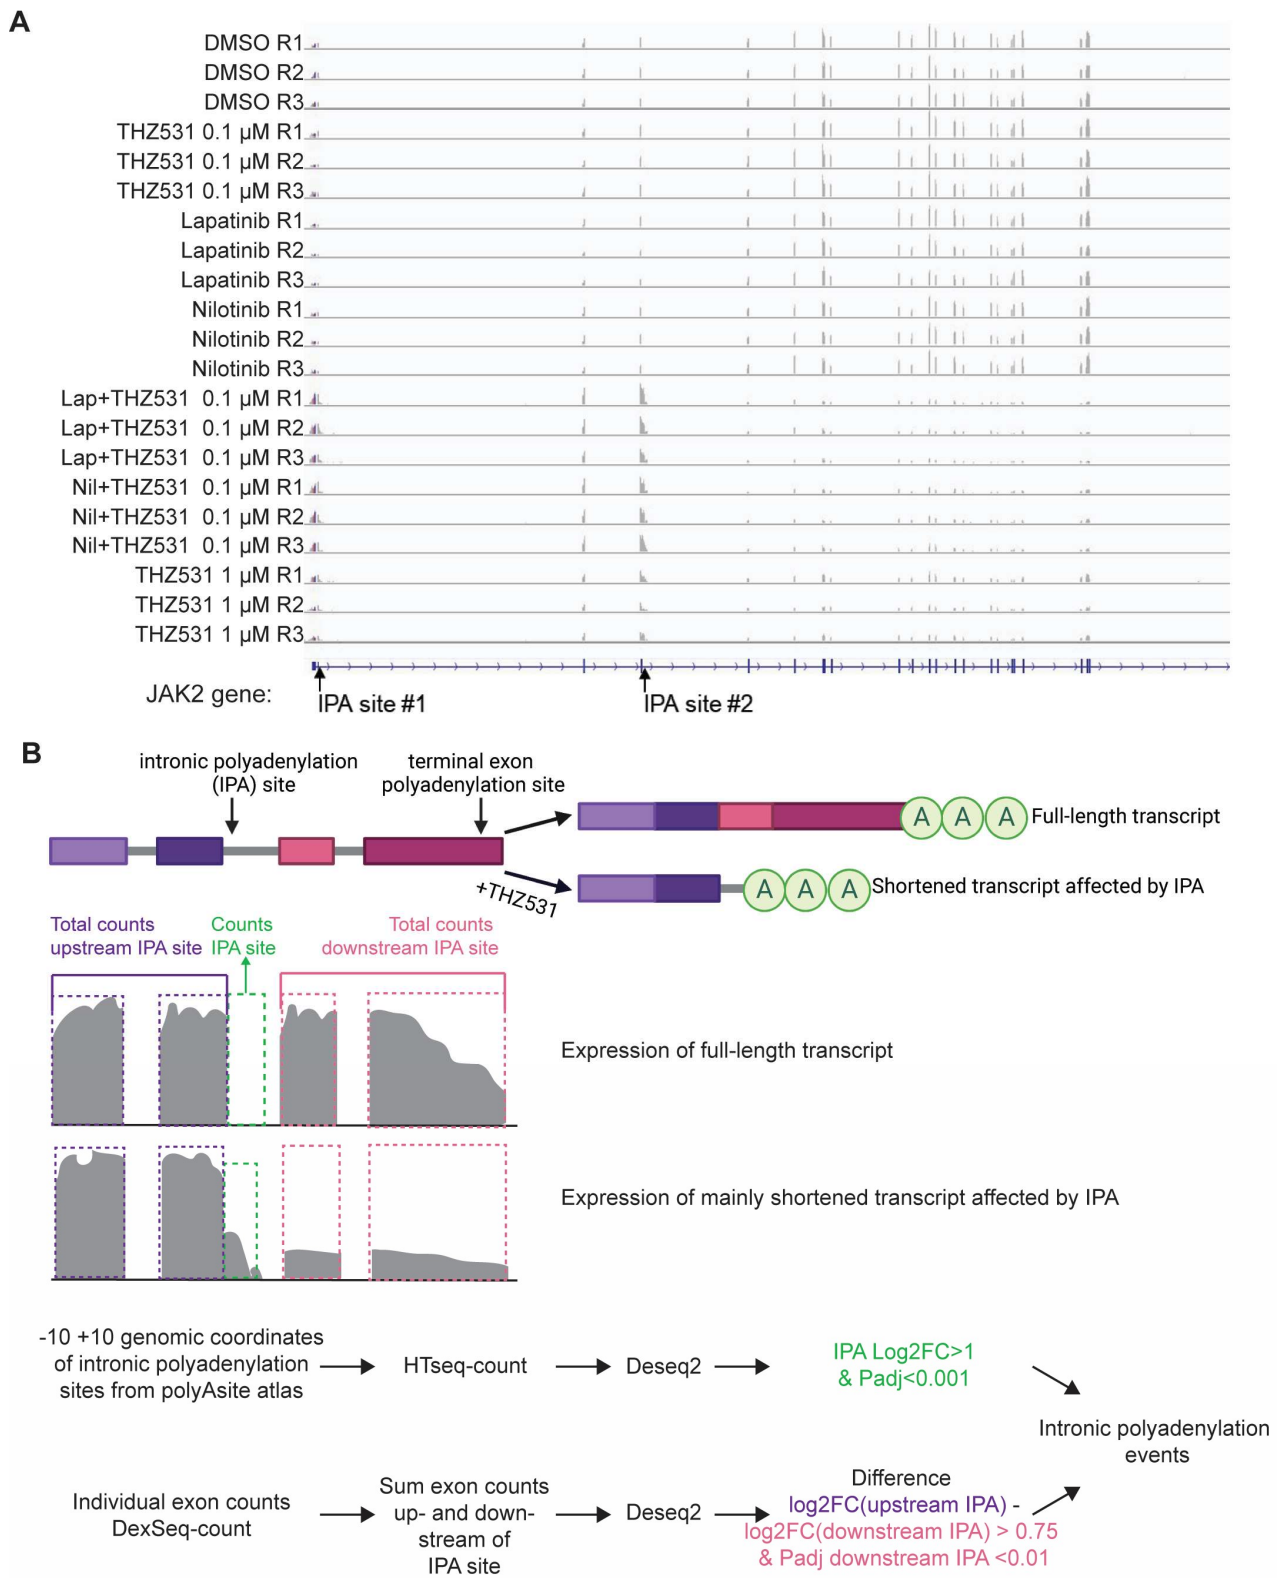 A
DMSO R1
DMSO R2
DMSO R3
THZ531 0.1 µM R1
THZ531 0.1 µM R2
THZ531 0.1 µM R3
Lapatinib R1
Lapatinib R2
Lapatinib R3
Nilotinib R1
Nilotinib R2
Nilotinib R3
Lap+THZ531 0.1 µM R1
Lap+THZ531 0.1 µM R2
Lap+THZ531 0.1 µM R3
Nil+THZ531 0.1 µM R1
Nil+THZ531 0.1 µM R2
Nil+THZ531 0.1 µM R3
THZ531 1 µM R1
THZ531 1 µM R2
THZ531 1 µM R3
JAK2 gene:
IPA site #1
IPA site #2
B
intronic polyadenylation
(IPA) site
terminal exon
polyadenylation site
A A A
Full-length transcript
+THZ531
A A A
Shortened transcript affected by IPA
Total counts
upstream IPA site
Counts
IPA site
Total counts
downstream IPA site
Expression of full-length transcript
Expression of mainly shortened transcript affected by IPA
-10 +10 genomic coordinates
of intronic polyadenylation
sites from polyAsite atlas
HTseq-count
Deseq2
IPA Log2FC>1
& Padj<0.001
Intronic polyadenylation
events
Individual exon counts
DexSeq-count
Sum exon counts
up- and down-
stream of
IPA site
Deseq2
Difference
log2FC(upstream IPA) -
log2FC(downstream IPA) > 0.75
& Padj downstream IPA <0.01